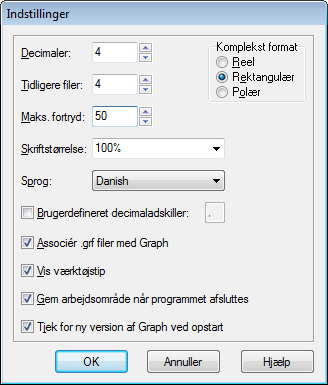 Indstillinger
Decimaler: 4
Tidligere filer: 4
Maks. fortryd: 50
Komplekst format
Reel
Rektangulær
Polær
Skriftstørrelse: 100%
Sprog: Danish
Brugerdefineret decimaladskiller: .
Associér .grf filer med Graph
Vis værktøjstip
Gem arbejdsområde når programmet afsluttes
Tjek for ny version af Graph ved opstart
OK Annuller Hjælp